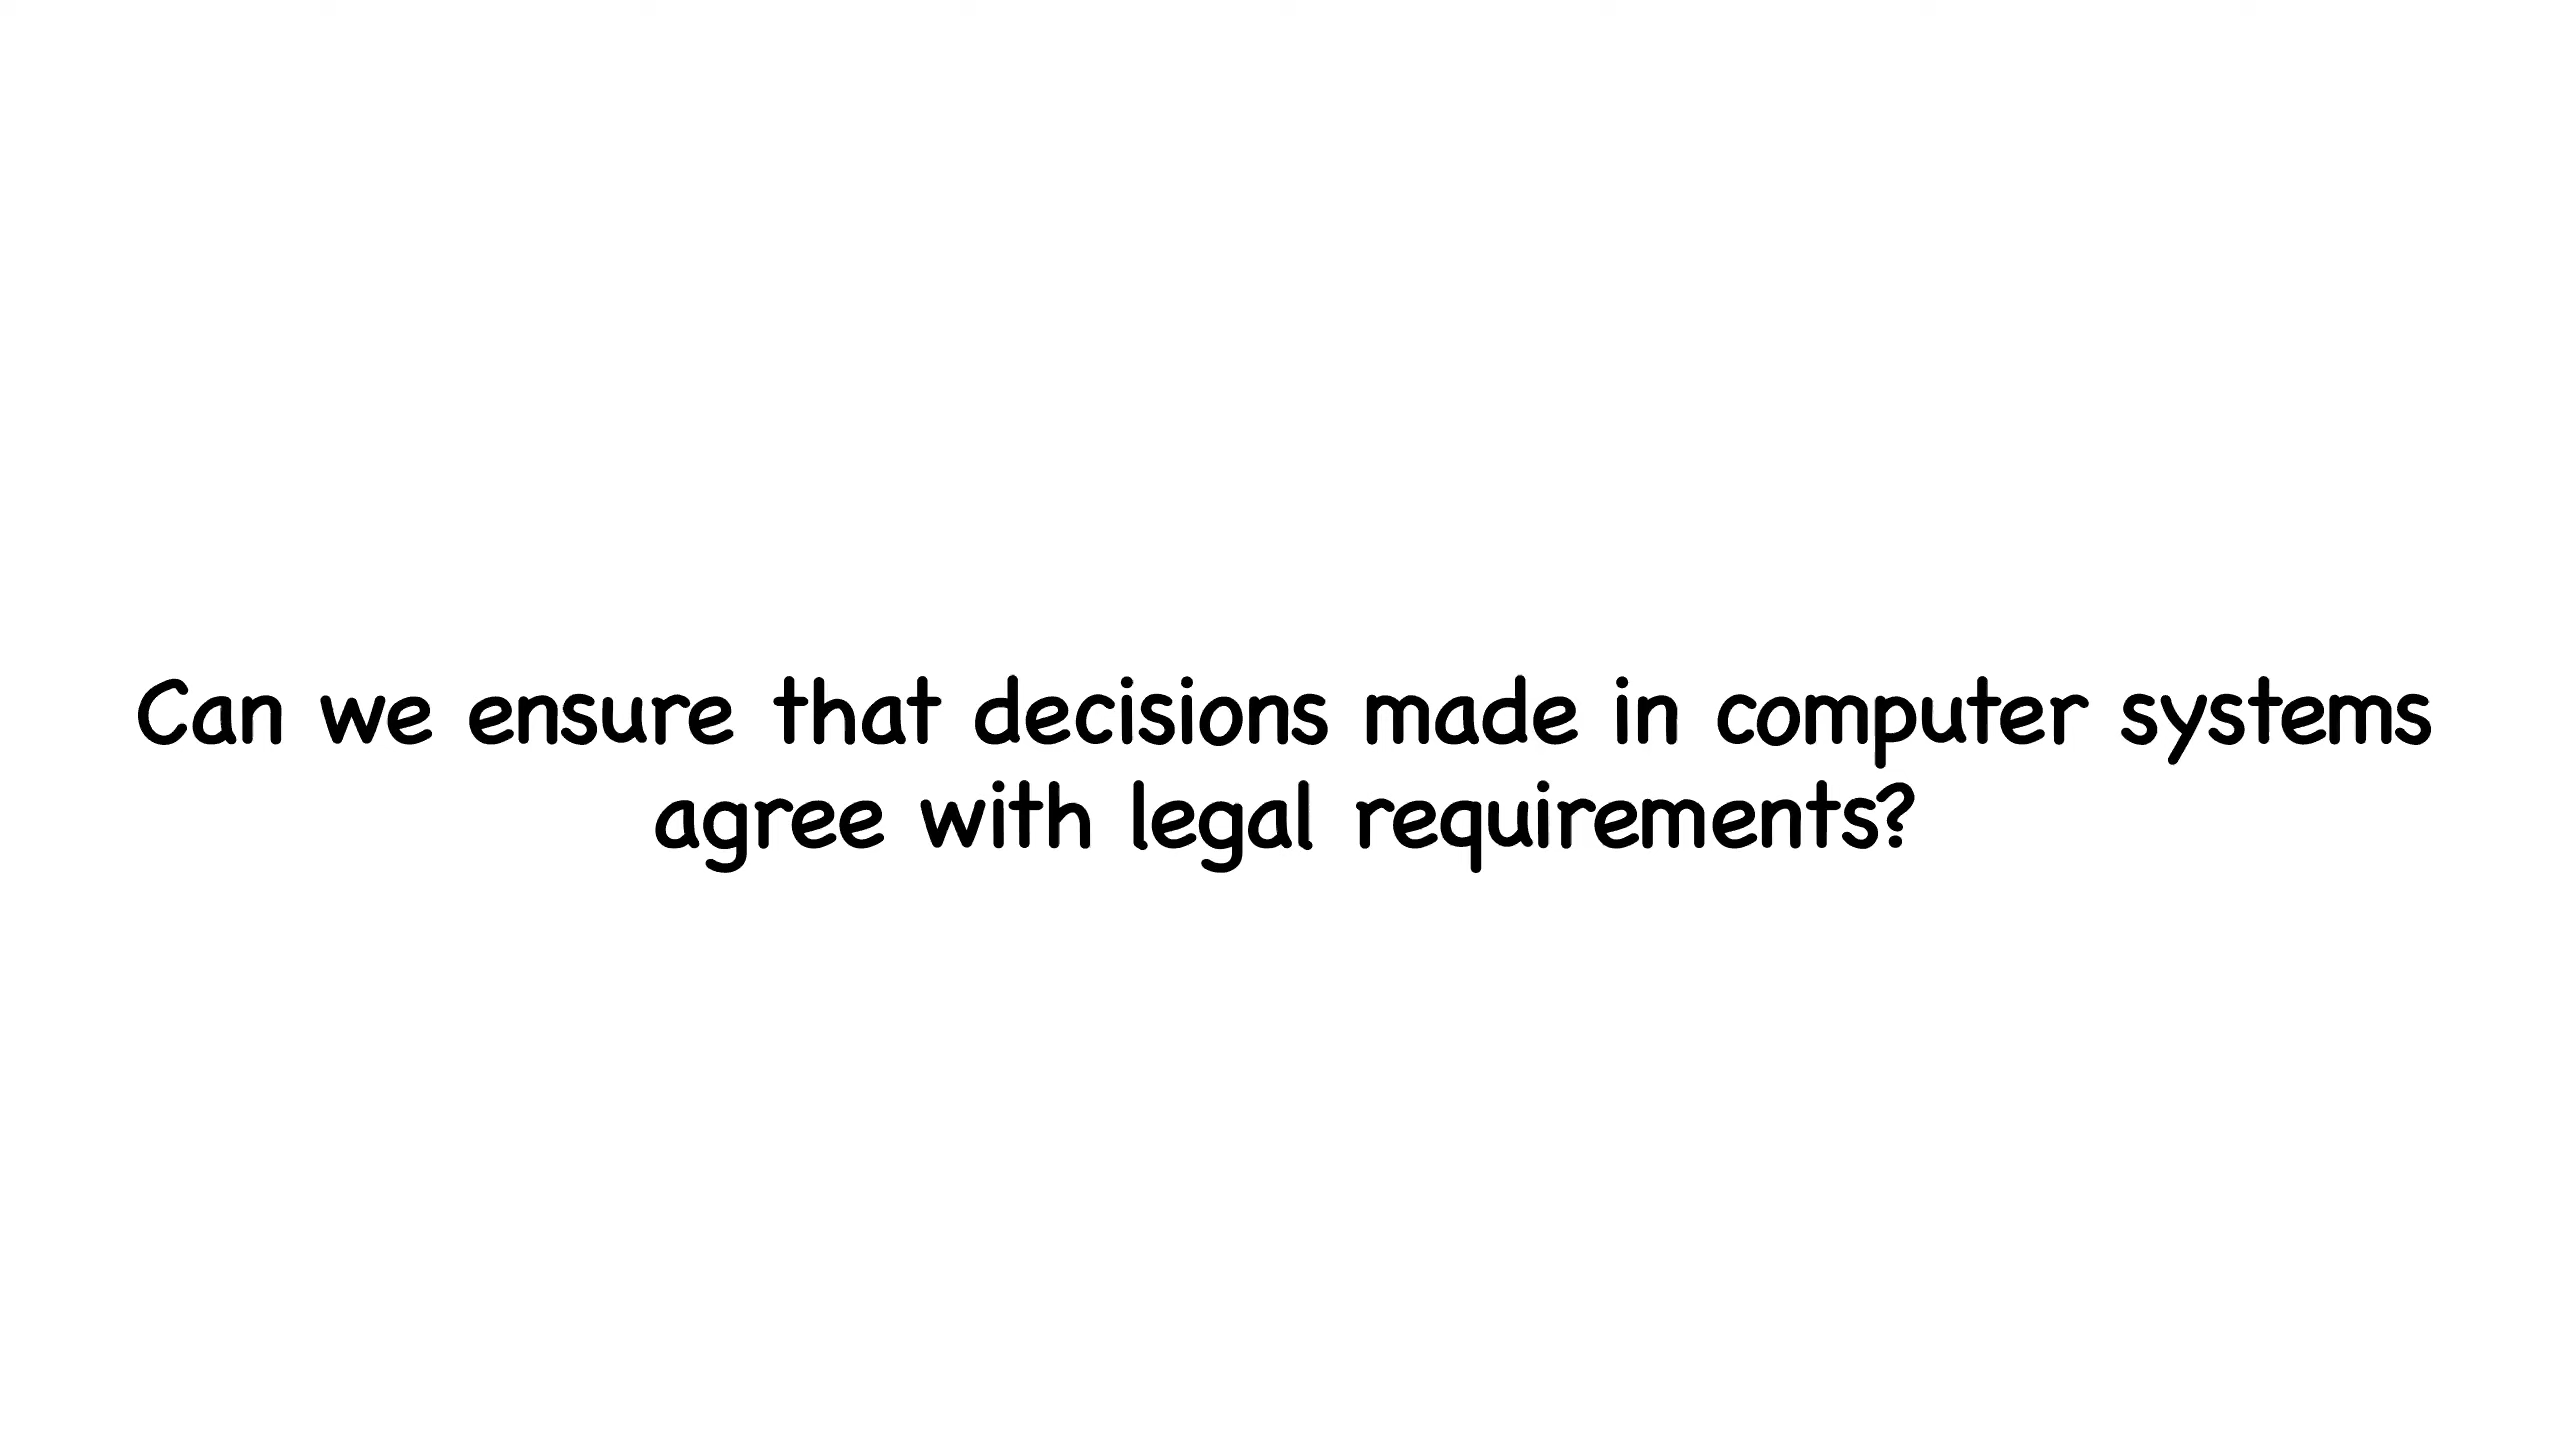 Can we ensure that decisions made in computer systems
agree with legal requirements?